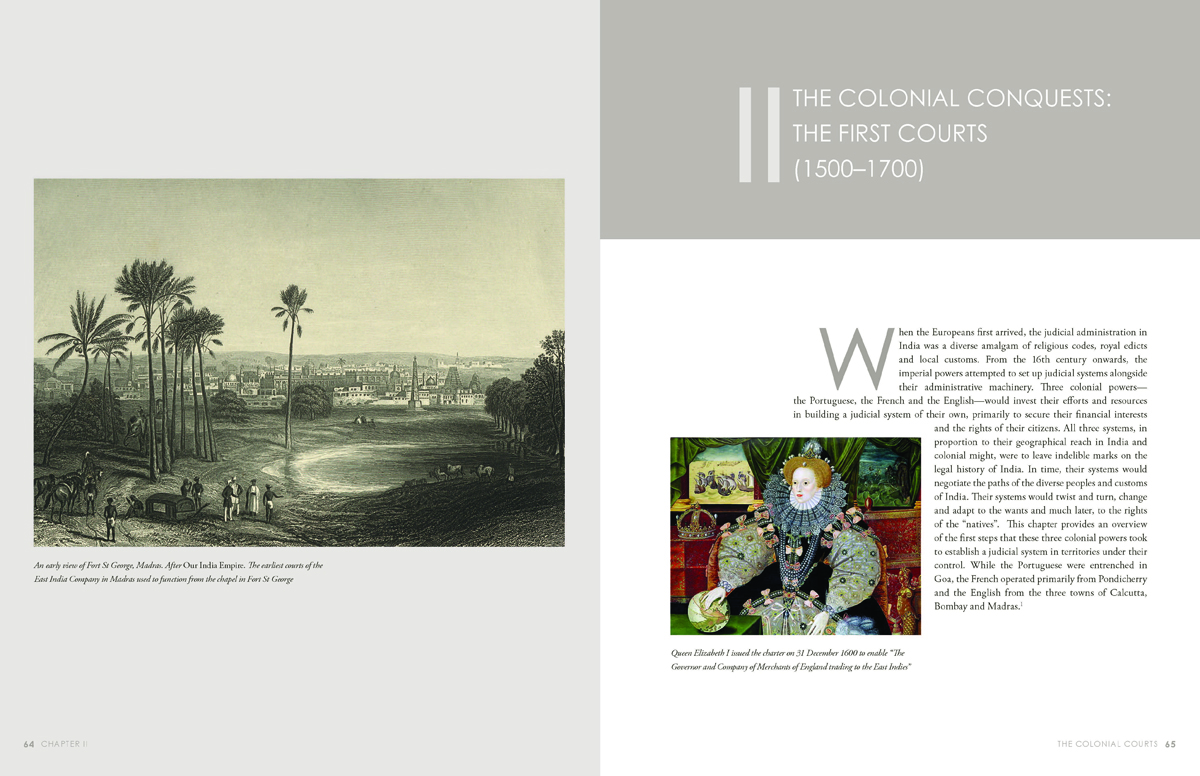 An early view of Fort St George, Madras. After Our India Empire. The earliest courts of the
East India Company in Madras used to function from the chapel in Fort St George
64 CHAPTER II
II
THE COLONIAL CONQUESTS:
THE FIRST COURTS
(1500–1700)
When the Europeans first arrived, the judicial administration in
India was a diverse amalgam of religious codes, royal edicts
and local customs. From the 16th century onwards, the
imperial powers attempted to set up judicial systems alongside
their administrative machinery. Three colonial powers—
the Portuguese, the French and the English—would invest their efforts and resources
in building a judicial system of their own, primarily to secure their financial interests
and the rights of their citizens. All three systems, in
proportion to their geographical reach in India and
colonial might, were to leave indelible marks on the
legal history of India. In time, their systems would
negotiate the paths of the diverse peoples and customs
of India. Their systems would twist and turn, change
and adapt to the wants and much later, to the rights
of the “natives”. This chapter provides an overview
of the first steps that these three colonial powers took
to establish a judicial system in territories under their
control. While the Portuguese were entrenched in
Goa, the French operated primarily from Pondicherry
and the English from the three towns of Calcutta,
Bombay and Madras.1
Queen Elizabeth I issued the charter on 31 December 1600 to enable “The
Governor and Company of Merchants of England trading to the East Indies”
THE COLONIAL COURTS 65